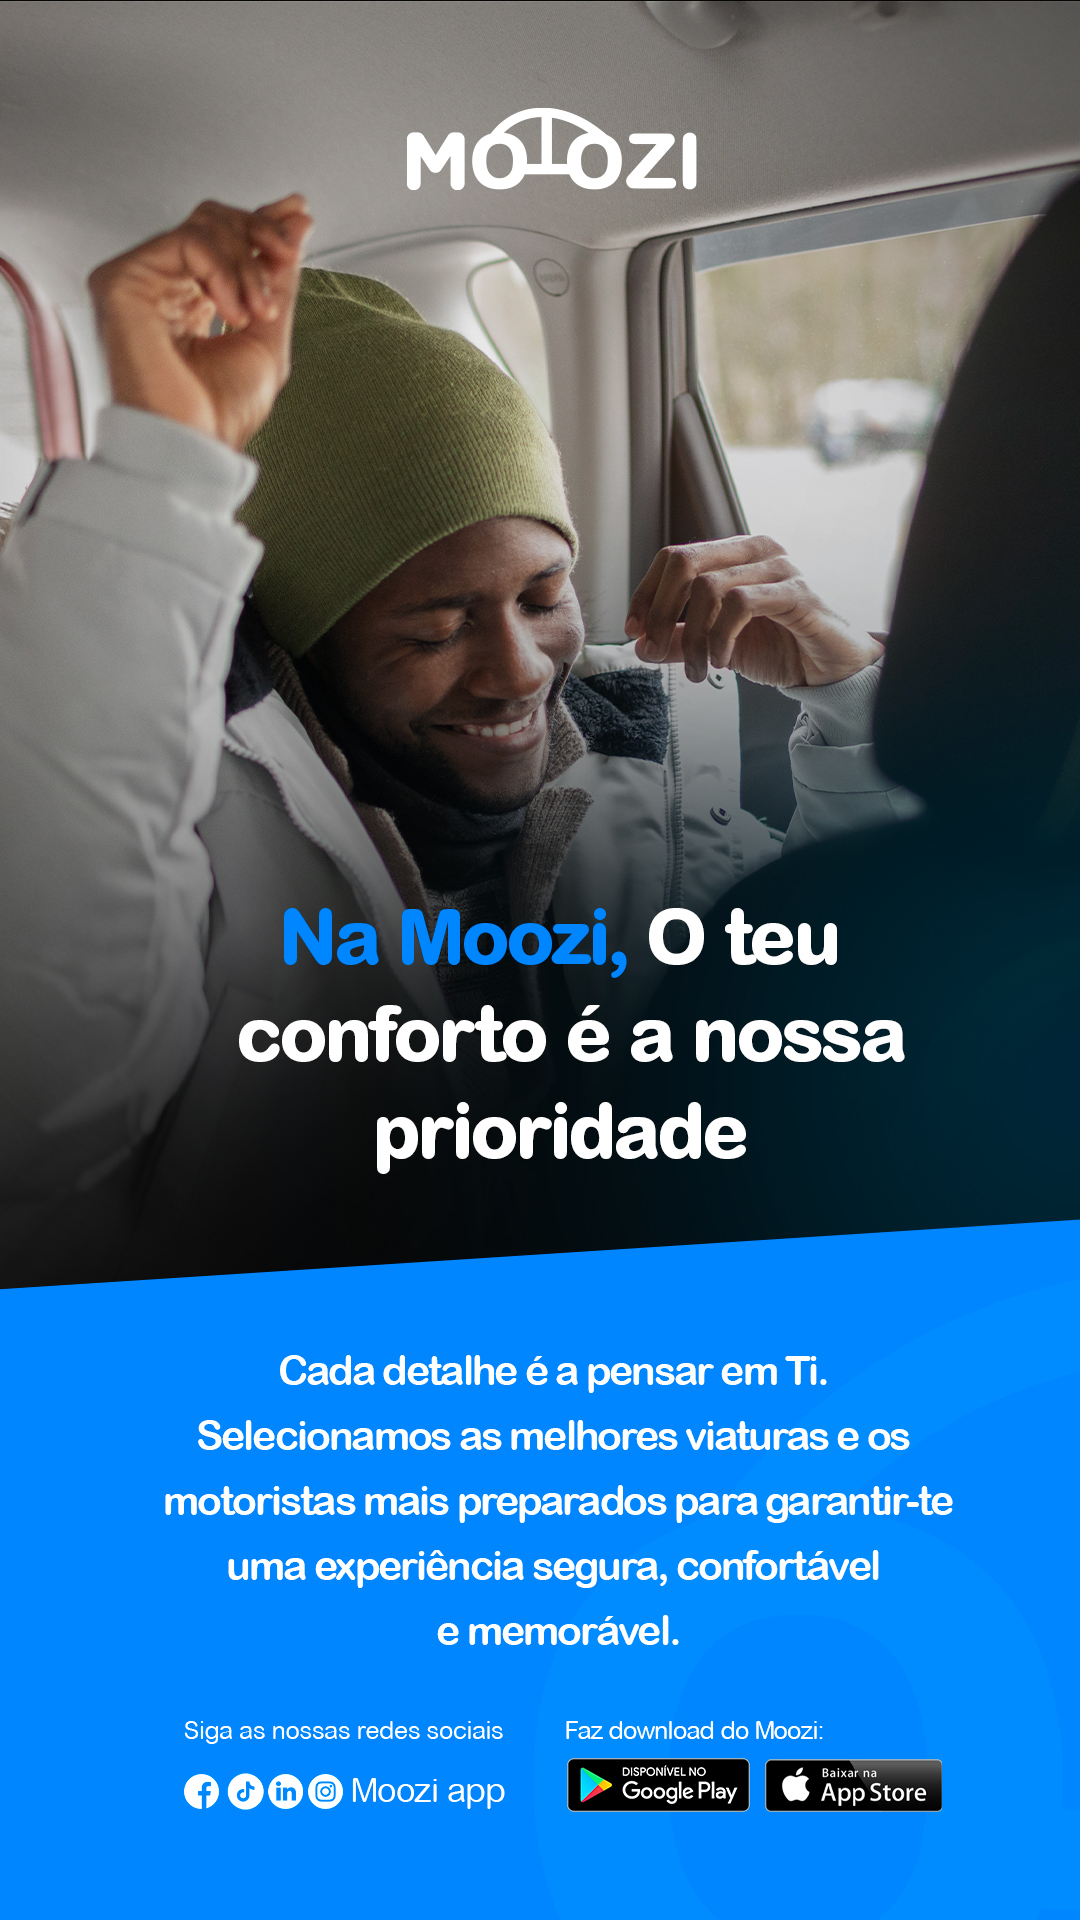 MOOZI
Na Moozi, O teu
conforto é a nossa
prioridade
Cada detalhe é a pensar em Ti.
Selecionamos as melhores viaturas e os
motoristas mais preparados para garantir-te
uma experiência segura, confortável
e memorável.
Siga as nossas redes sociais
Moozi app
Faz download do Moozi:
DISPONÍVEL NO
Google Play
Baixar na
App Store